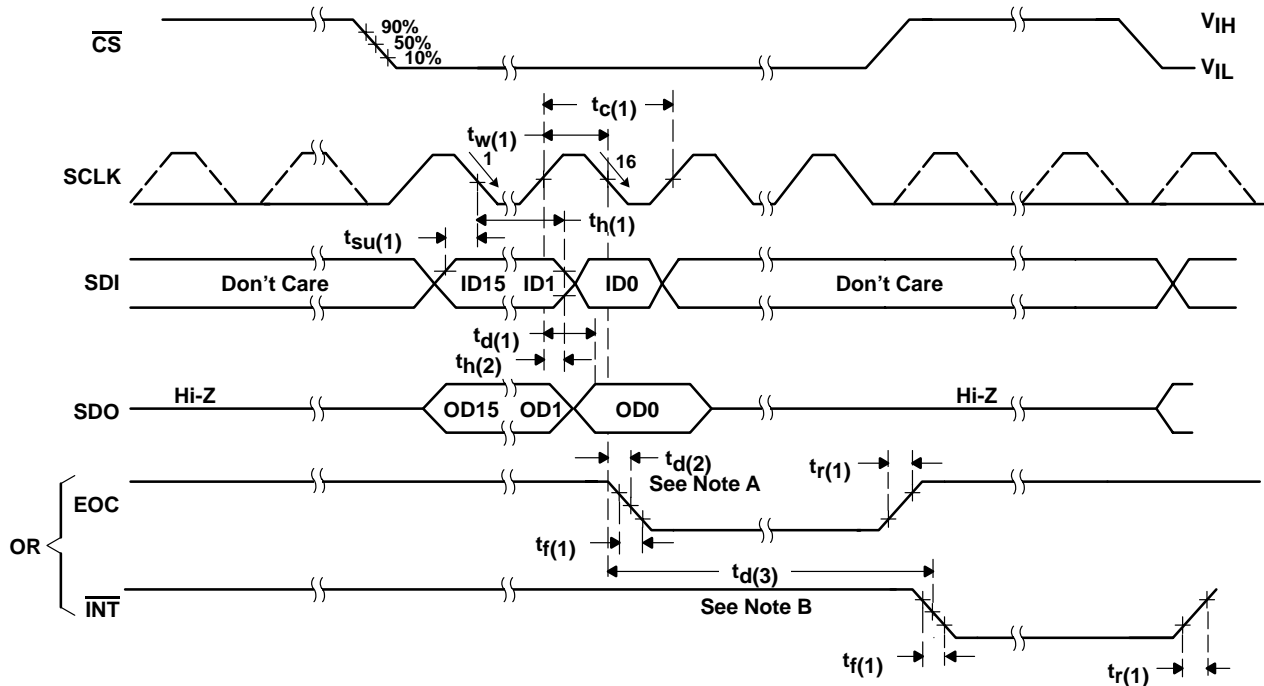 CS
90%
50%
10%
VIH
VIL
tc(1)
tw(1)
SCLK
1
16
th(1)
tsu(1)
SDI
Don't Care
ID15
ID1
ID0
Don't Care
td(1)
th(2)
SDO
Hi-Z
OD15
OD1
OD0
Hi-Z
td(2)
See Note A
tr(1)
EOC
tf(1)
OR
td(3)
INT
See Note B
tf(1)
tr(1)